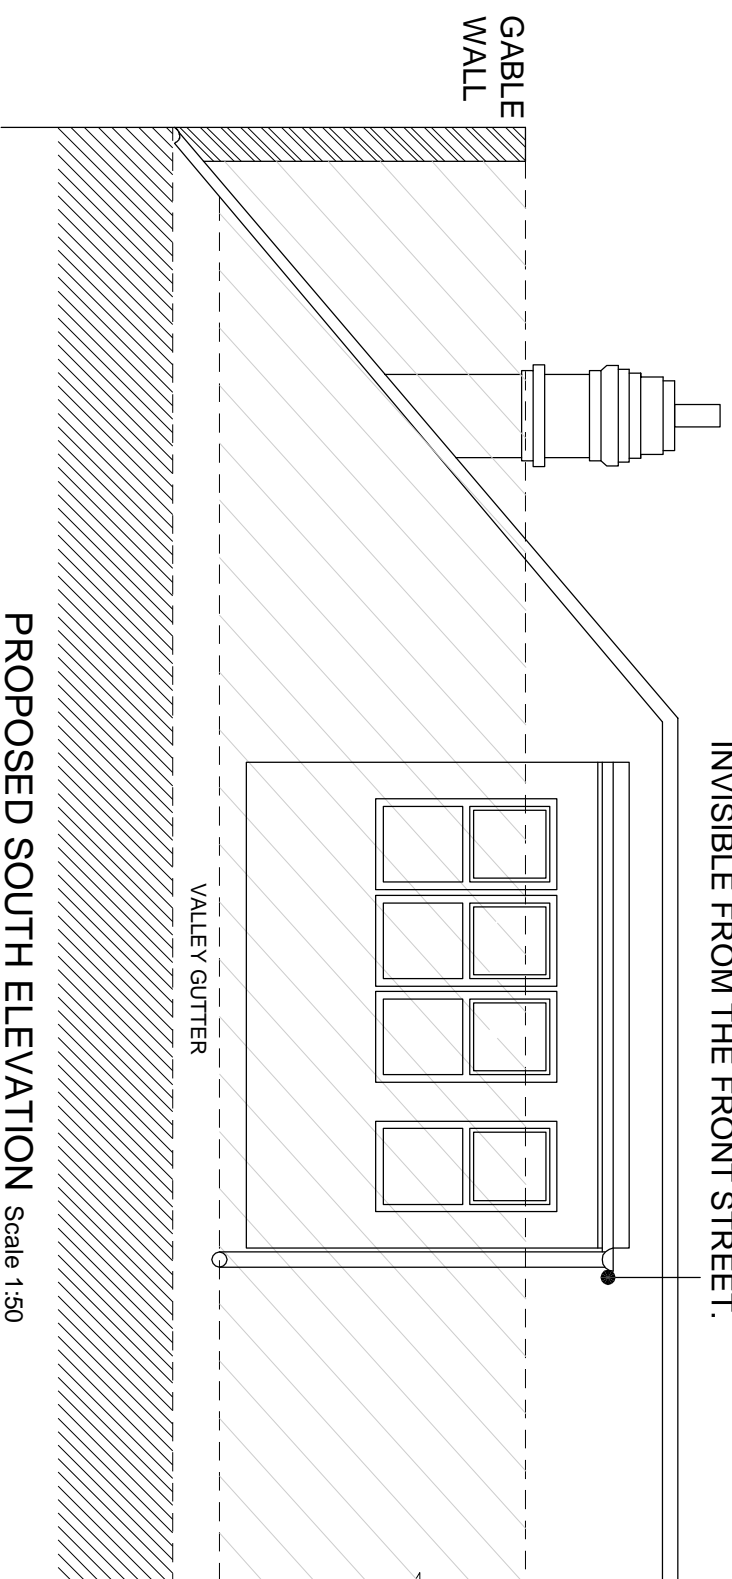 GABLE
WALL
INVISIBLE FROM THE FRONT STREET.
VALLEY GUTTER
PROPOSED SOUTH ELEVATION Scale 1:50